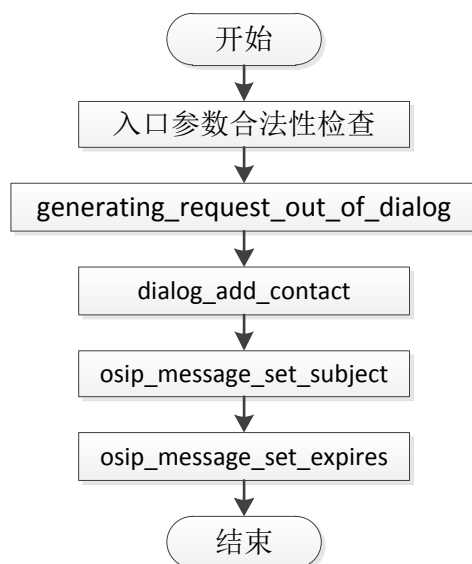 开始
入口参数合法性检查
generating_request_out_of_dialog
dialog_add_contact
osip_message_set_subject
osip_message_set_expires
结束